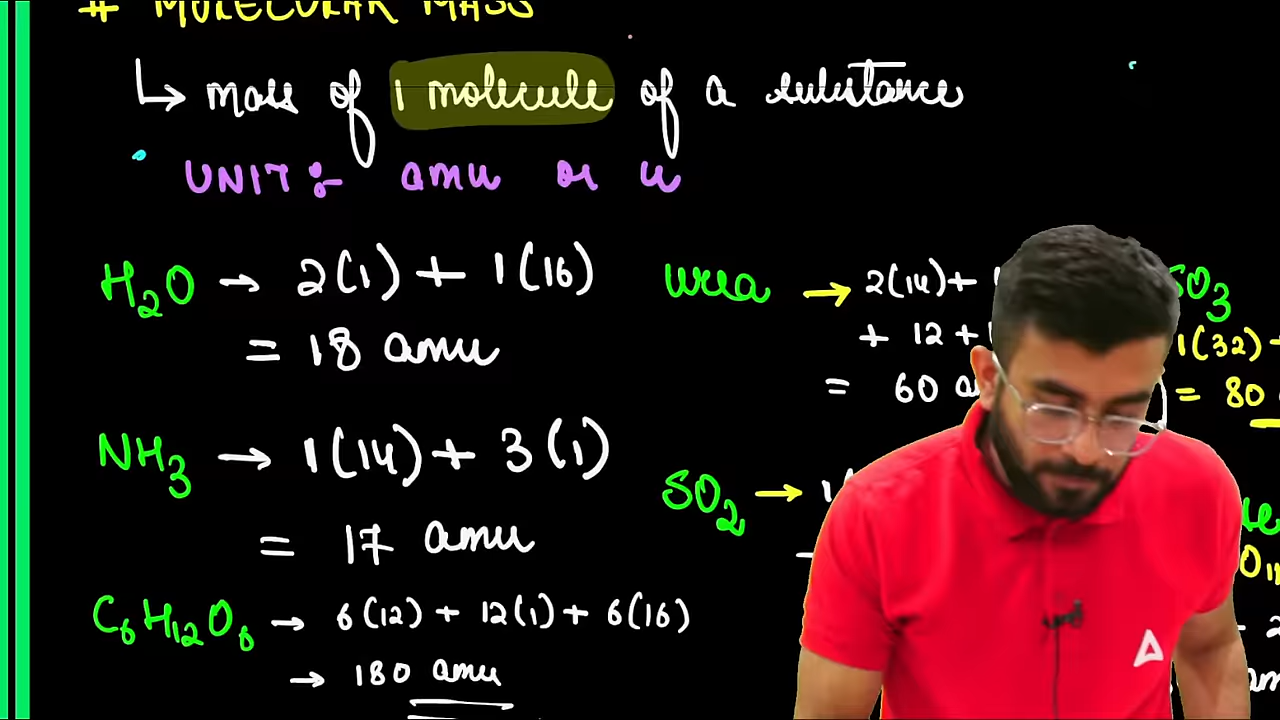 # MOLECULAR MASS
↳ mass of 1 molecule of a substance
UNIT :- amu or u
H₂O → 2(1) + 1(16)
= 18 amu
NH₃ → 1(14) + 3(1)
= 17 amu
C₆H₁₂O₆ → 6(12) + 12(1) + 6(16)
→ 180 amu
Urea → 2(14) +
+ 12 +
= 60
SO₂ →
SO₃
1(32) +
= 80